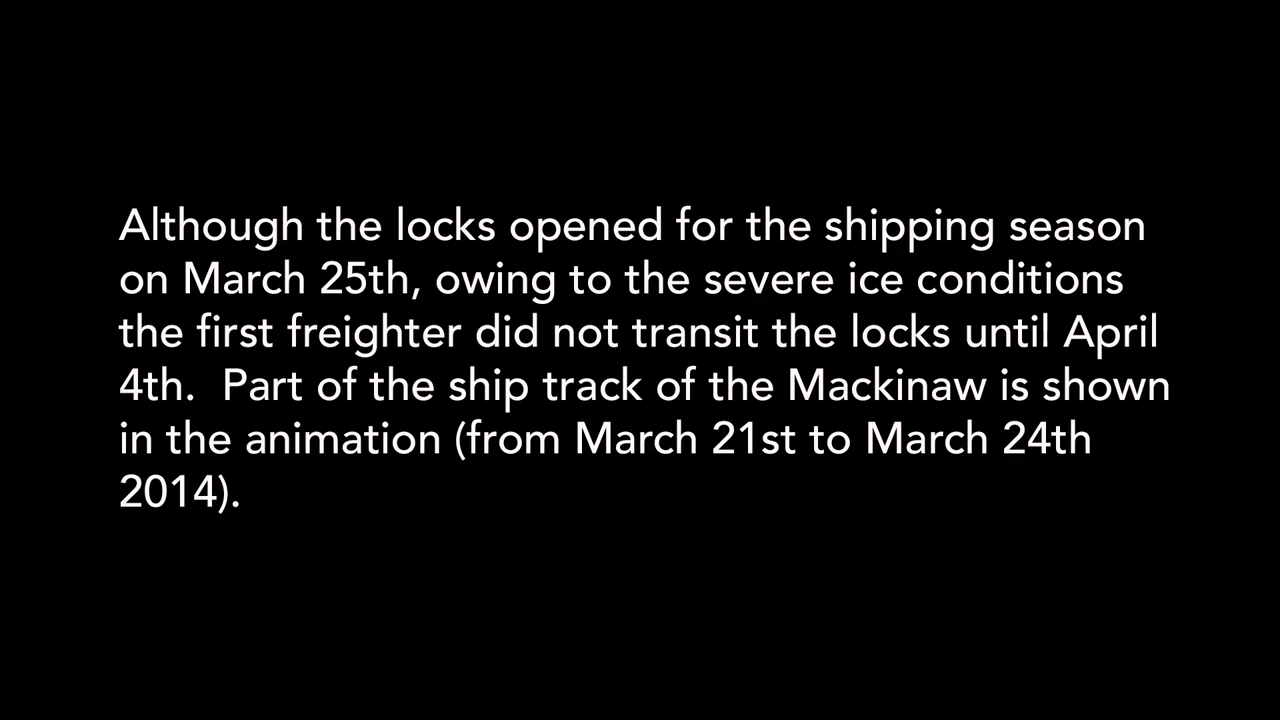 Although the locks opened for the shipping season
on March 25th, owing to the severe ice conditions
the first freighter did not transit the locks until April
4th.  Part of the ship track of the Mackinaw is shown
in the animation (from March 21st to March 24th
2014).